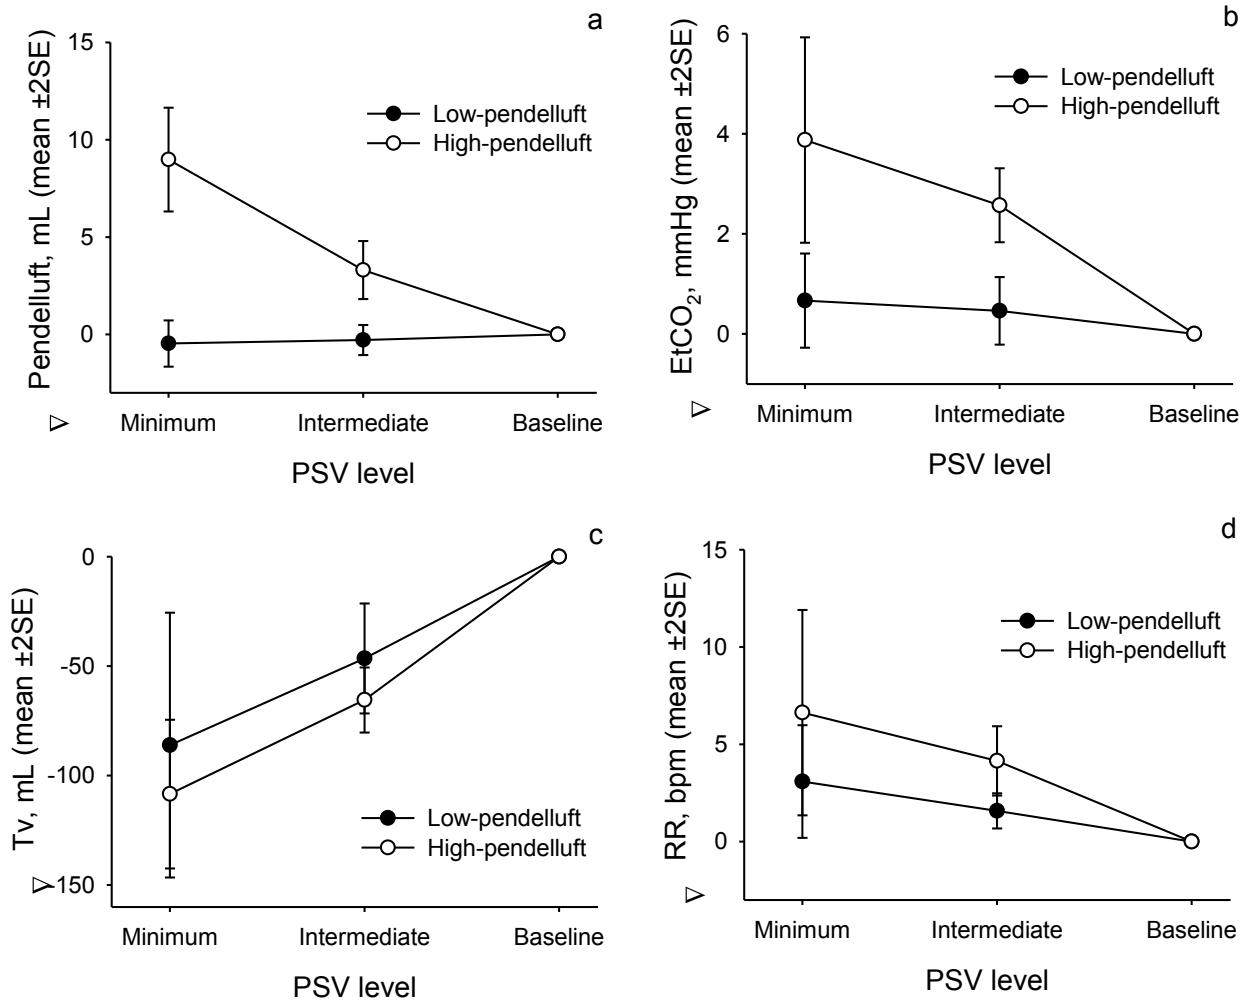 a
15
10
5
0
Δ Pendelluft, mL (mean ±2SE)
Low-pendelluft
High-pendelluft
Minimum Intermediate Baseline
PSV level
b
6
4
2
0
Δ EtCO2, mmHg (mean ±2SE)
Low-pendelluft
High-pendelluft
Minimum Intermediate Baseline
PSV level
c
0
-50
-100
-150
Δ Tv, mL (mean ±2SE)
Low-pendelluft
High-pendelluft
Minimum Intermediate Baseline
PSV level
d
15
10
5
0
Δ RR, bpm (mean ±2SE)
Low-pendelluft
High-pendelluft
Minimum Intermediate Baseline
PSV level